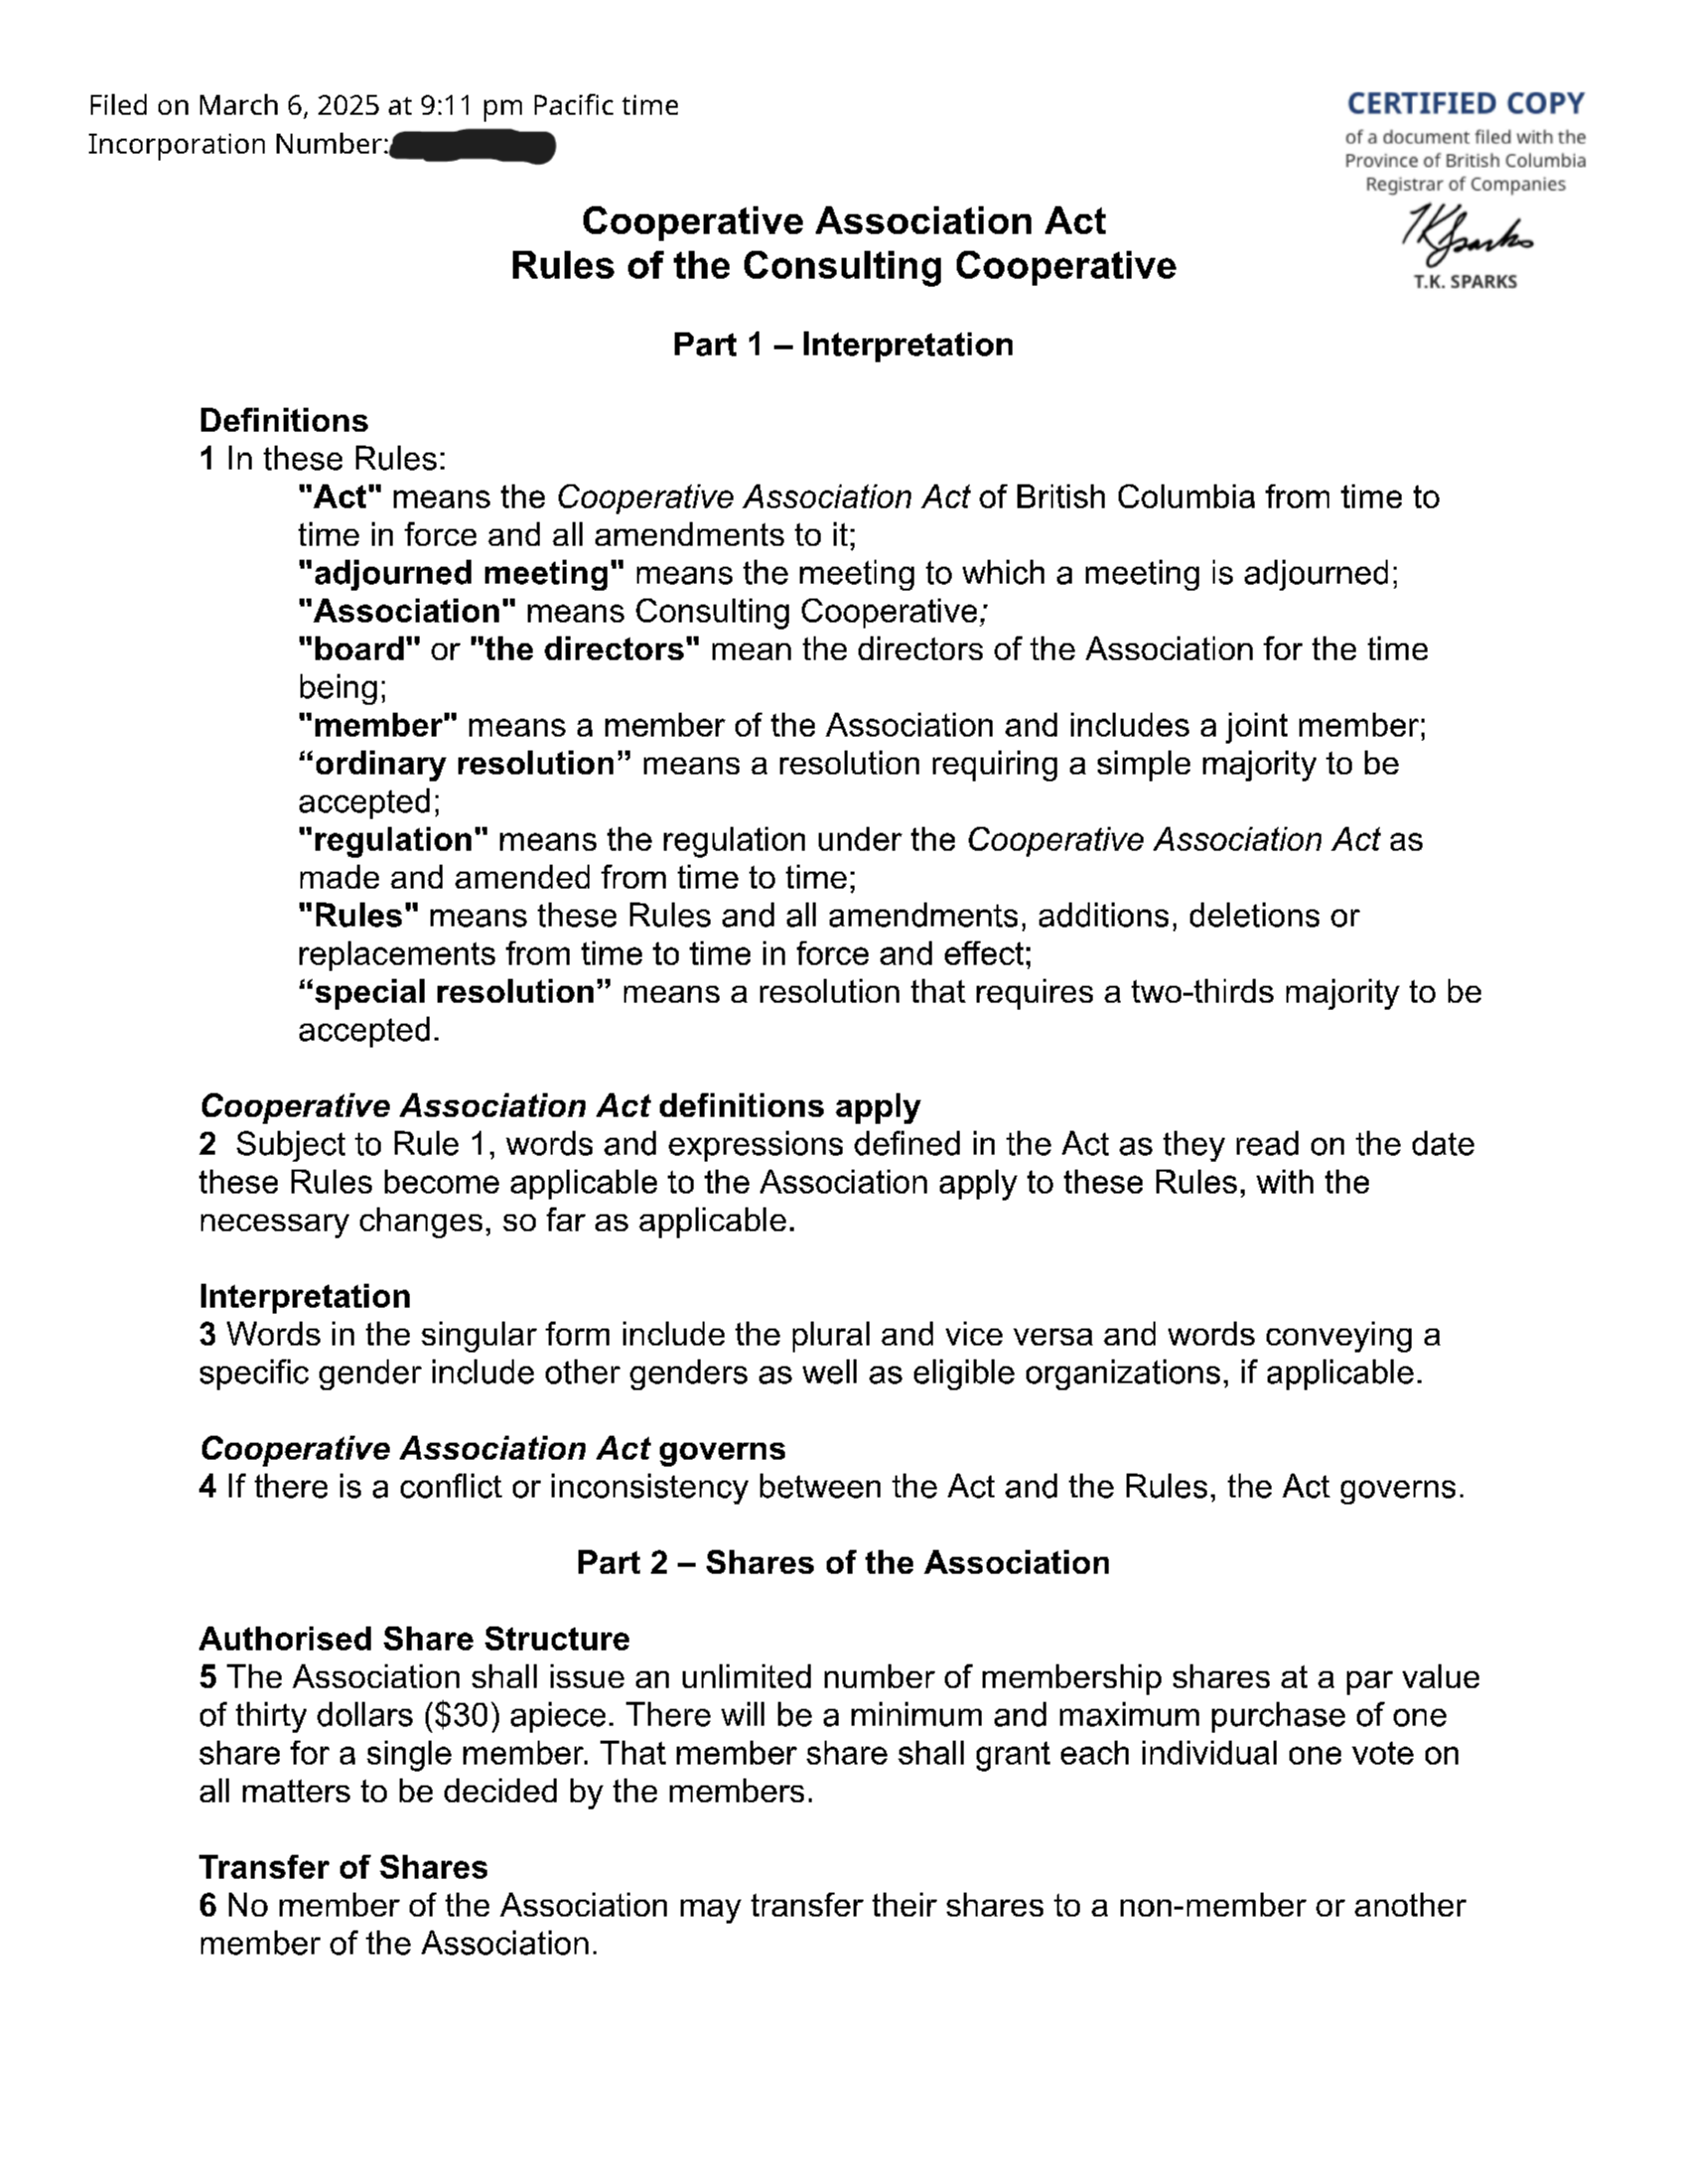 Filed on March 6, 2025 at 9:11 pm Pacific time
Incorporation Number:
CERTIFIED COPY
of a document filed with the
Province of British Columbia
Registrar of Companies
T.K. SPARKS
Cooperative Association Act
Rules of the Consulting Cooperative
Part 1 – Interpretation
Definitions
1 In these Rules:
"Act" means the Cooperative Association Act of British Columbia from time to
time in force and all amendments to it;
"adjourned meeting" means the meeting to which a meeting is adjourned;
"Association" means Consulting Cooperative;
"board" or "the directors" mean the directors of the Association for the time
being;
"member" means a member of the Association and includes a joint member;
“ordinary resolution” means a resolution requiring a simple majority to be
accepted;
"regulation" means the regulation under the Cooperative Association Act as
made and amended from time to time;
"Rules" means these Rules and all amendments, additions, deletions or
replacements from time to time in force and effect;
“special resolution” means a resolution that requires a two-thirds majority to be
accepted.
Cooperative Association Act definitions apply
2 Subject to Rule 1, words and expressions defined in the Act as they read on the date
these Rules become applicable to the Association apply to these Rules, with the
necessary changes, so far as applicable.
Interpretation
3 Words in the singular form include the plural and vice versa and words conveying a
specific gender include other genders as well as eligible organizations, if applicable.
Cooperative Association Act governs
4 If there is a conflict or inconsistency between the Act and the Rules, the Act governs.
Part 2 – Shares of the Association
Authorised Share Structure
5 The Association shall issue an unlimited number of membership shares at a par value
of thirty dollars ($30) apiece. There will be a minimum and maximum purchase of one
share for a single member. That member share shall grant each individual one vote on
all matters to be decided by the members.
Transfer of Shares
6 No member of the Association may transfer their shares to a non-member or another
member of the Association.